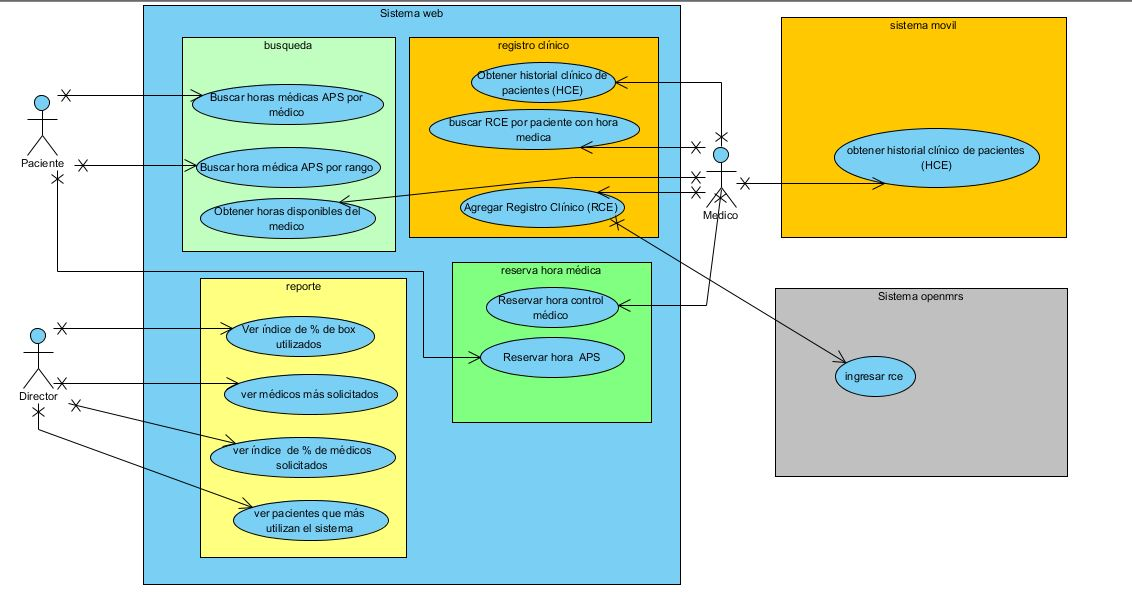 Sistema web
busqueda
Buscar horas médicas APS por
médico
Buscar hora médica APS por rango
Obtener horas disponibles del
medico
registro clínico
Obtener historial clínico de
pacientes (HCE)
buscar RCE por paciente con hora
medica
Agregar Registro Clínico (RCE)
sistema movil
obtener historial clínico de pacientes
(HCE)
Paciente
Medico
reporte
Ver índice de % de box
utilizados
ver médicos más solicitados
ver índice de % de médicos
solicitados
ver pacientes que más
utilizan el sistema
reserva hora médica
Reservar hora control
médico
Reservar hora APS
Sistema openmrs
ingresar rce
Director